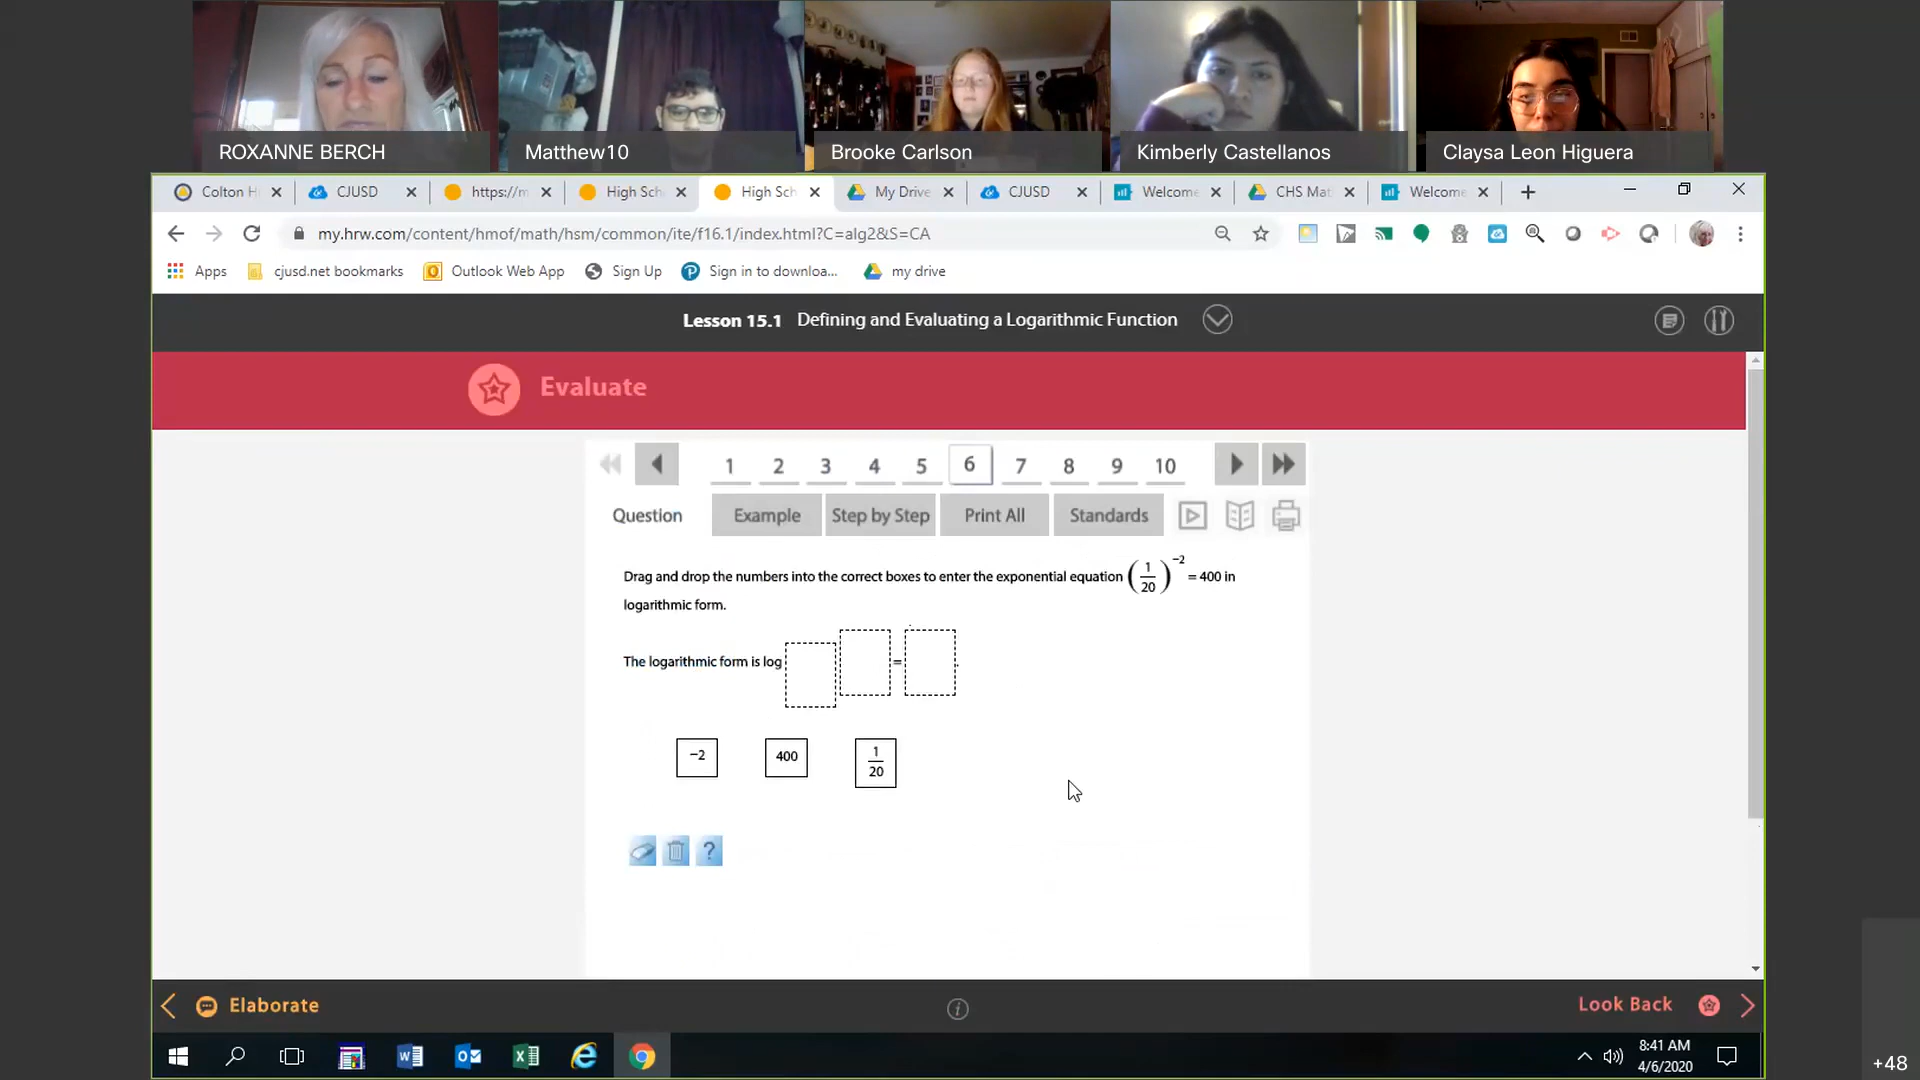 ROXANNE BERCH
Matthew10
Brooke Carlson
Kimberly Castellanos
Claysa Leon Higuera
Colton H
CJUSD
https://m
High Sch
High Sch
My Drive
CJUSD
Welcome
CHS Mat
Welcome
my.hrw.com/content/hmof/math/hsm/common/ite/f16.1/index.html?C=alg2&S=CA
Apps
cjusd.net bookmarks
Outlook Web App
Sign Up
Sign in to downloa...
my drive
Lesson 15.1 Defining and Evaluating a Logarithmic Function
Evaluate
1 2 3 4 5 6 7 8 9 10
Question Example Step by Step Print All Standards
Drag and drop the numbers into the correct boxes to enter the exponential equation (1/20)^−2 = 400 in
logarithmic form.
The logarithmic form is log = .
−2 400 1/20
?
Elaborate
Look Back
8:41 AM
4/6/2020
+48